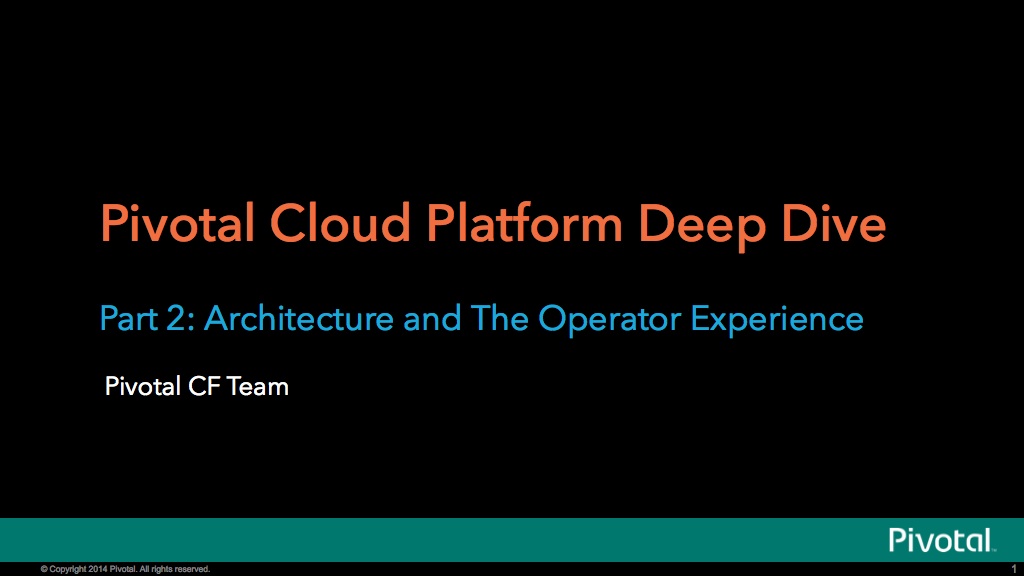 Pivotal Cloud Platform Deep Dive
Part 2: Architecture and The Operator Experience
Pivotal CF Team
Pivotal™
© Copyright 2014 Pivotal. All rights reserved.
1